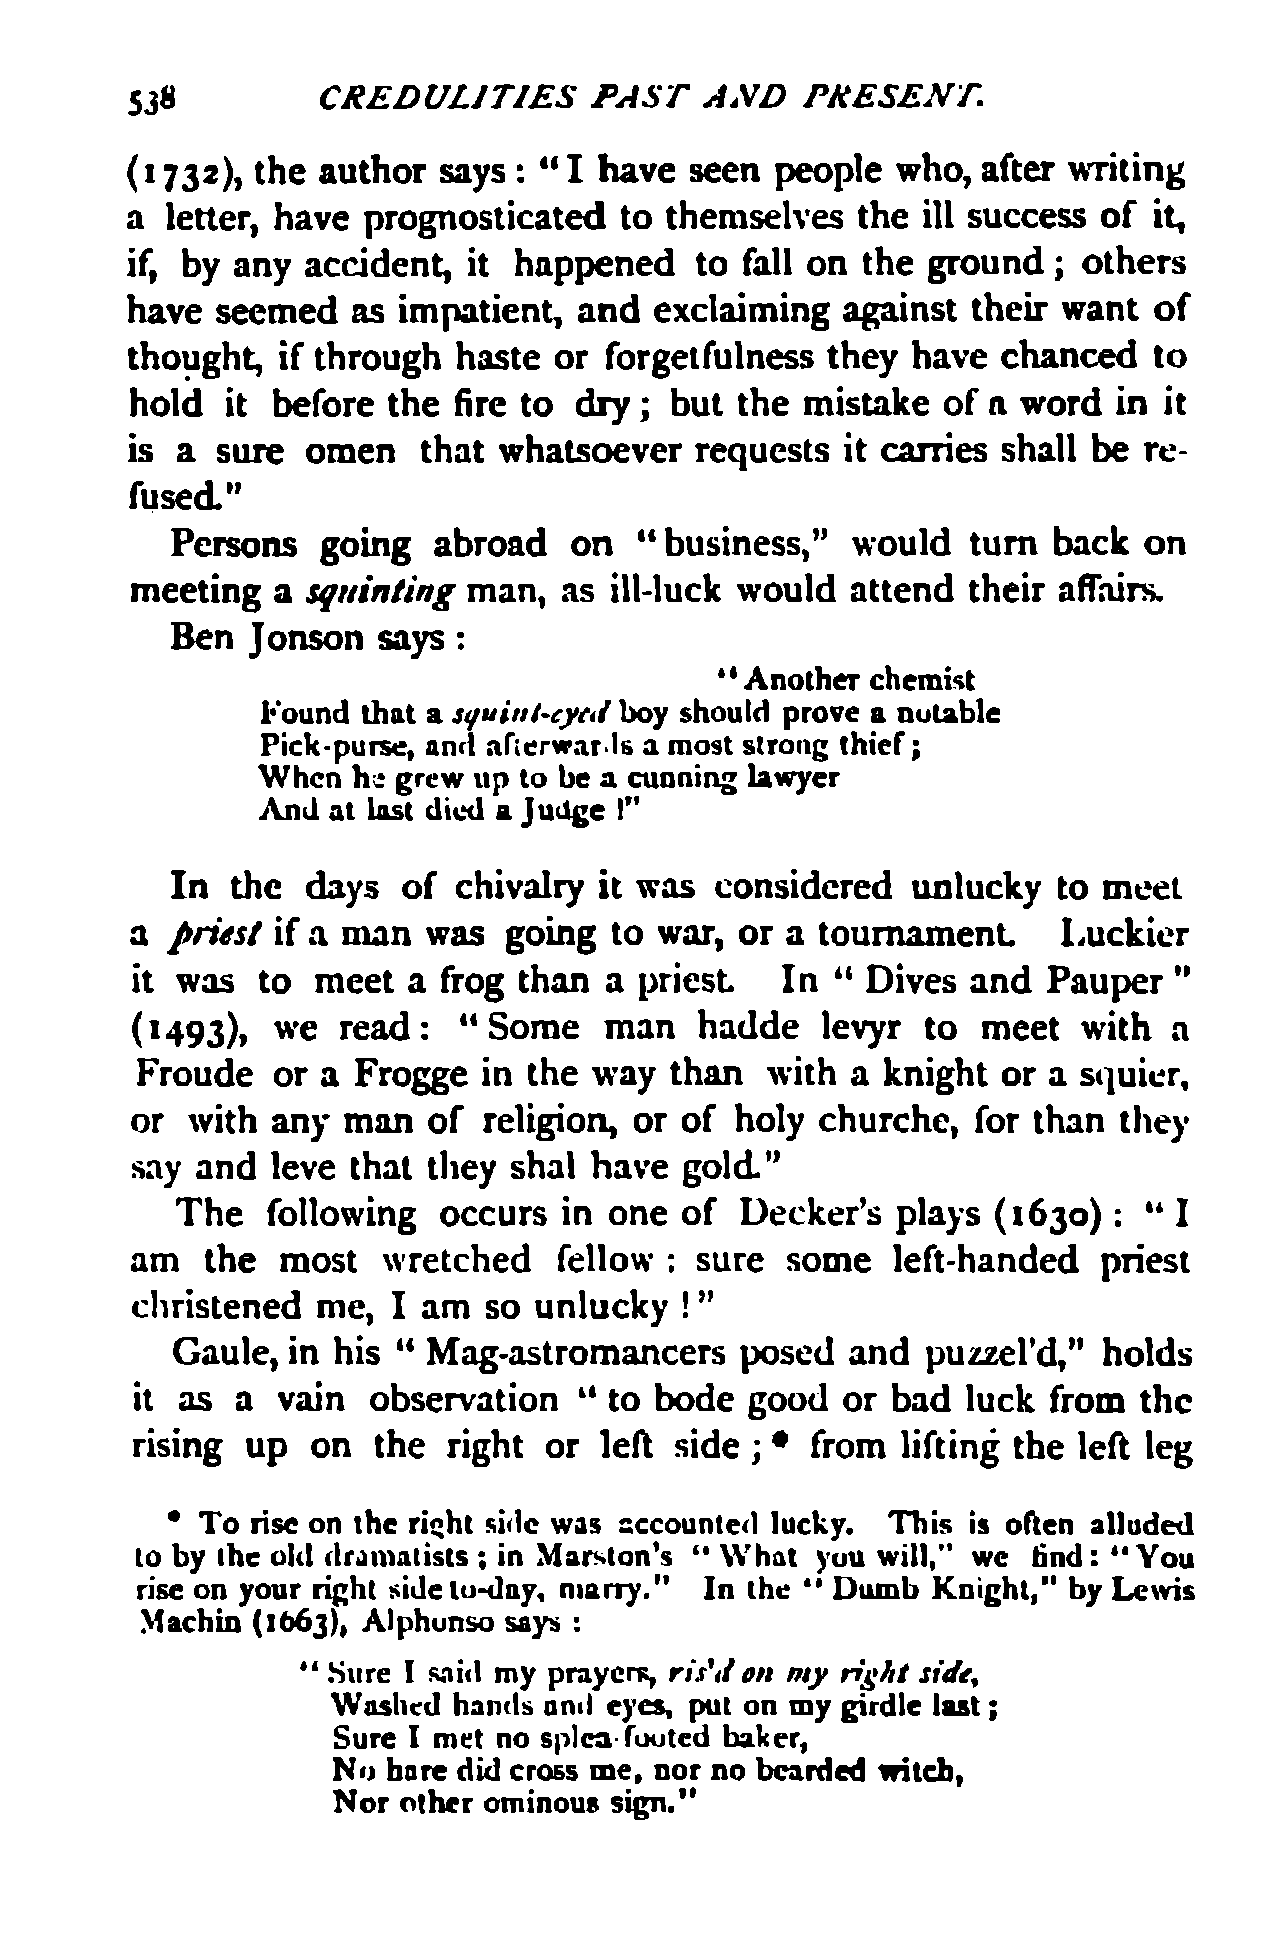 538 CREDULITIES PAST AND PRESENT.
(1732), the author says : “ I have seen people who, after writing
a letter, have prognosticated to themselves the ill success of it,
if, by any accident, it happened to fall on the ground ; others
have seemed as impatient, and exclaiming against their want of
thought, if through haste or forgetfulness they have chanced to
hold it before the fire to dry ; but the mistake of a word in it
is a sure omen that whatsoever requests it carries shall be re-
fused.”
Persons going abroad on “ business,” would turn back on
meeting a squinting man, as ill-luck would attend their affairs.
Ben Jonson says :
“ Another chemist
Found that a squint-eyed boy should prove a notable
Pick-purse, and afterwards a most strong thief ;
When he grew up to be a cunning lawyer
And at last died a Judge !”
In the days of chivalry it was considered unlucky to meet
a priest if a man was going to war, or a tournament. Luckier
it was to meet a frog than a priest. In “ Dives and Pauper ”
(1493), we read : “ Some man hadde levyr to meet with a
Froude or a Frogge in the way than with a knight or a squier,
or with any man of religion, or of holy churche, for than they
say and leve that they shal have gold.”
The following occurs in one of Decker’s plays (1630) : “ I
am the most wretched fellow : sure some left-handed priest
christened me, I am so unlucky ! ”
Gaule, in his “ Mag-astromancers posed and puzzel’d,” holds
it as a vain observation “ to bode good or bad luck from the
rising up on the right or left side ; * from lifting the left leg
* To rise on the right side was accounted lucky. This is often alluded
to by the old dramatists ; in Marston’s “ What you will,” we find : “ You
rise on your right side to-day, marry.” In the “ Dumb Knight,” by Lewis
Machin (1663), Alphonso says :
“ Sure I said my prayers, ris’d on my right side,
Washed hands and eyes, put on my girdle last ;
Sure I met no splea-footed baker,
No hare did cross me, nor no bearded witch,
Nor other ominous sign.”